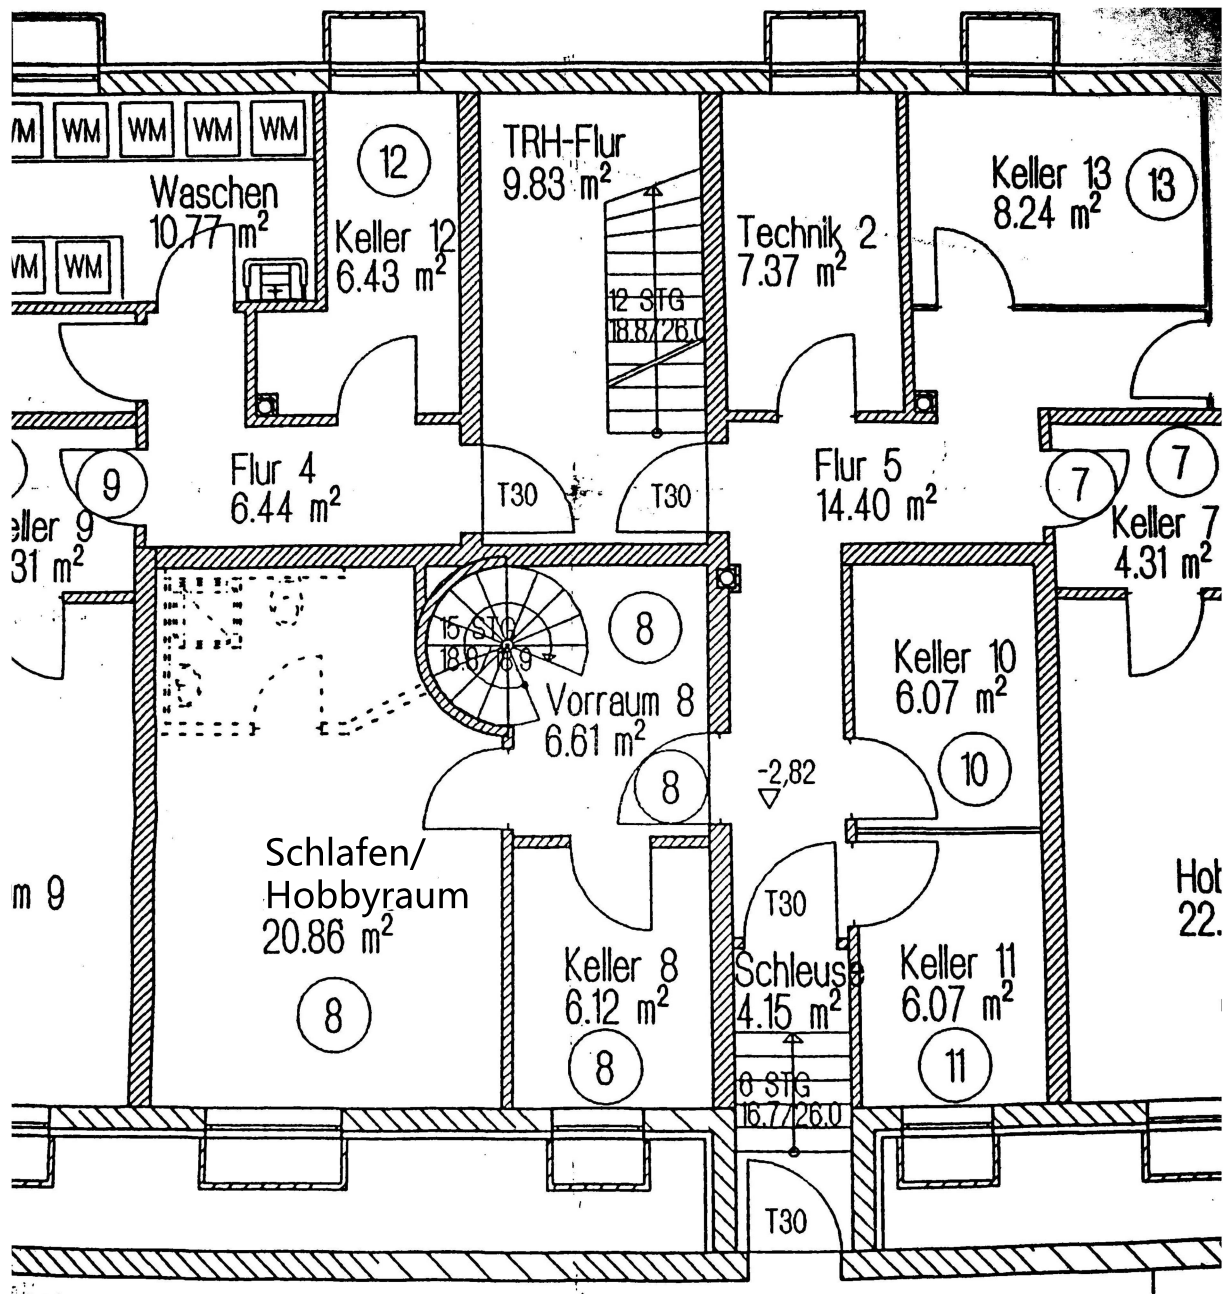 WM
WM
WM
WM
WM
Waschen
10.77 m²
WM
WM
12
Keller 12
6.43 m²
TRH-Flur
9.83 m²
12 STG
18.8/26.0
Technik 2
7.37 m²
Keller 13
8.24 m²
13
9
Flur 4
6.44 m²
T30
T30
Flur 5
14.40 m²
7
7
Keller 7
4.31 m²
eller 9
31 m²
15 STG
8
Vorraum 8
6.61 m²
8
-2,82
Keller 10
6.07 m²
10
m 9
Schlafen/
Hobbyraum
20.86 m²
8
Keller 8
6.12 m²
8
T30
Schleuse
4.15 m²
6 STG
16.7/26.0
T30
Keller 11
6.07 m²
11
Hob
22.